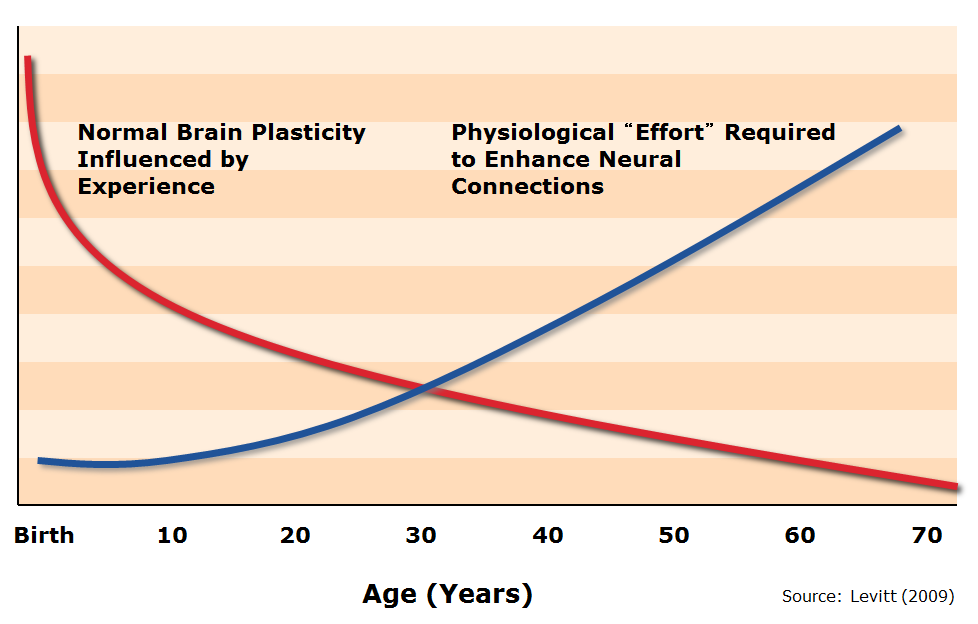 Normal Brain Plasticity
Influenced by
Experience
Physiological “Effort” Required
to Enhance Neural
Connections
Birth 10 20 30 40 50 60 70
Age (Years)
Source: Levitt (2009)